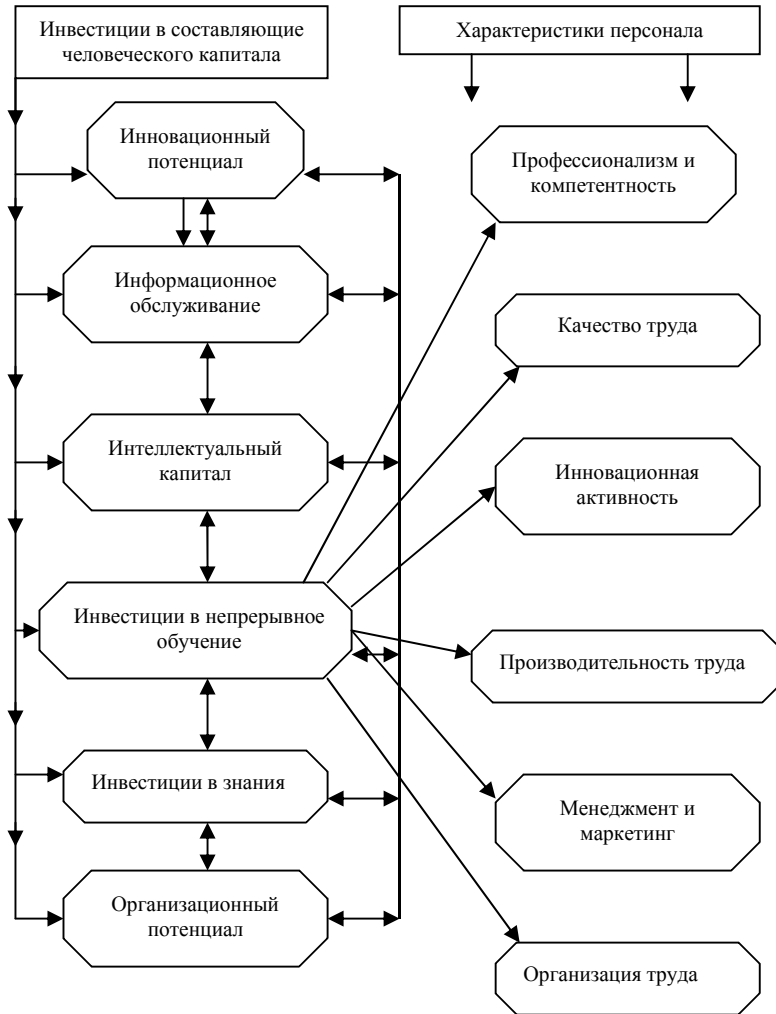 Инвестиции в составляющие
человеческого капитала
Характеристики персонала
Инновационный
потенциал
Профессионализм и
компетентность
Информационное
обслуживание
Качество труда
Интеллектуальный
капитал
Инновационная
активность
Инвестиции в непрерывное
обучение
Производительность труда
Инвестиции в знания
Менеджмент и
маркетинг
Организационный
потенциал
Организация труда